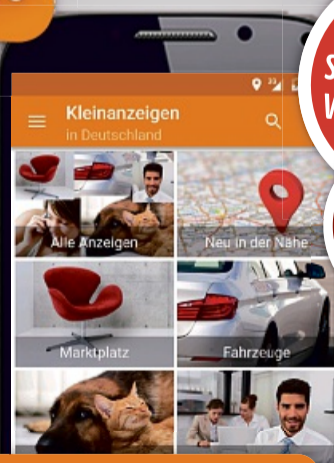 Kleinanzeigen
in Deutschland
Alle Anzeigen
Neu in der Nähe
Marktplatz
Fahrzeuge